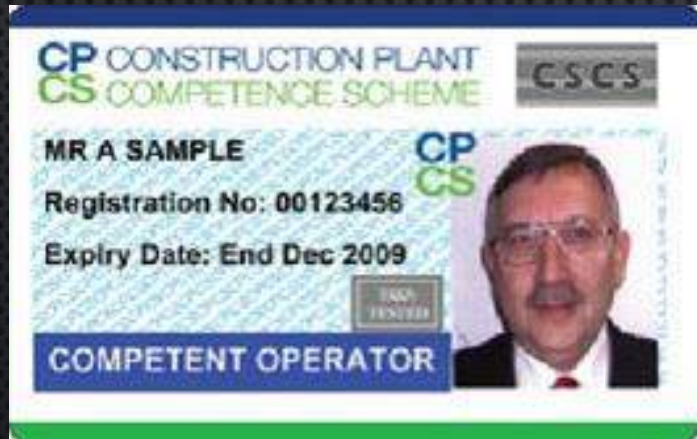 CP CONSTRUCTION PLANT
CS COMPETENCE SCHEME
CSCS
MR A SAMPLE
CP
CS
Registration No: 00123456
Expiry Date: End Dec 2009
TESTED
COMPETENT OPERATOR